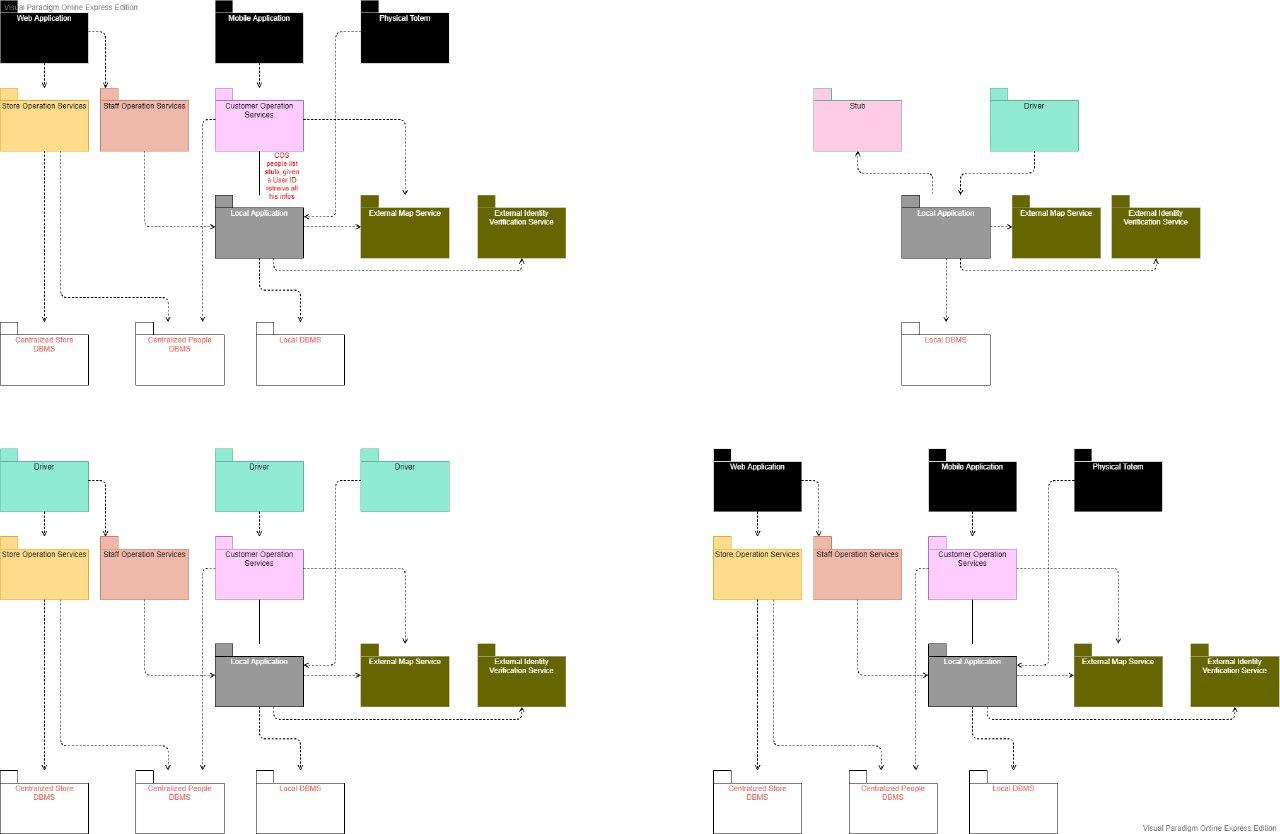 Visual Paradigm Online Express Edition
Web Application
Mobile Application
Physical Totem
Store Operation Services
Staff Operation Services
Customer Operation
Services
Stub
Driver
COS
people list
stub given
a User ID
retreive all
his infos
Local Application
External Map Service
External Identity
Verification Service
Local Application
External Map Service
External Identity
Verification Service
Centralized Store
DBMS
Centralized People
DBMS
Local DBMS
Local DBMS
Driver
Driver
Driver
Web Application
Mobile Application
Physical Totem
Store Operation Services
Staff Operation Services
Customer Operation
Services
Store Operation Services
Staff Operation Services
Customer Operation
Services
Local Application
External Map Service
External Identity
Verification Service
Local Application
External Map Service
External Identity
Verification Service
Centralized Store
DBMS
Centralized People
DBMS
Local DBMS
Centralized Store
DBMS
Centralized People
DBMS
Local DBMS
Visual Paradigm Online Express Edition